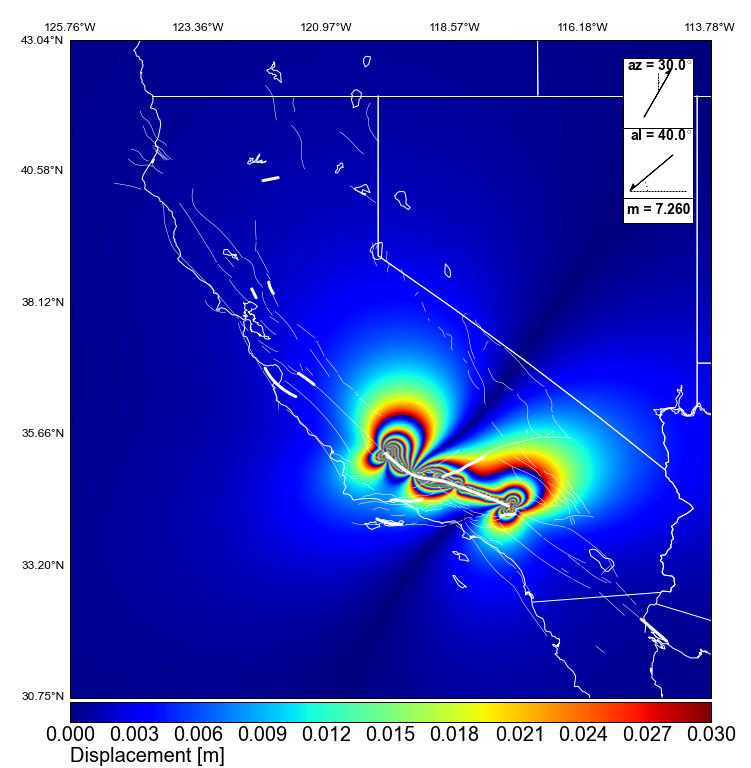 125.76°W 123.36°W 120.97°W 118.57°W 116.18°W 113.78°W
43.04°N
az = 30.0°
al = 40.0°
40.58°N
m = 7.260
38.12°N
35.66°N
33.20°N
30.75°N
0.000 0.003 0.006 0.009 0.012 0.015 0.018 0.021 0.024 0.027 0.030
Displacement [m]